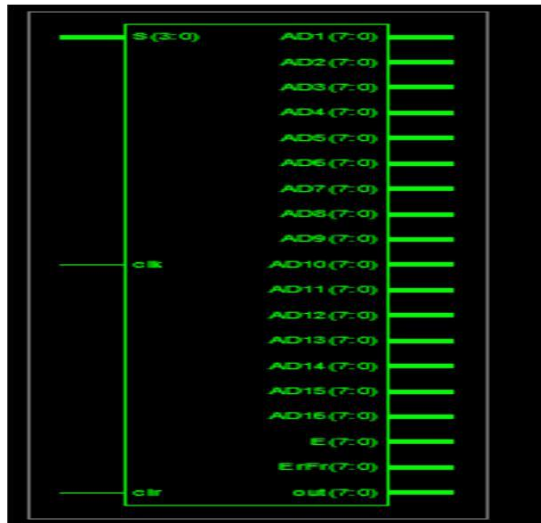 S(3:0) AD1(7:0)
AD2(7:0)
AD3(7:0)
AD4(7:0)
AD5(7:0)
AD6(7:0)
AD7(7:0)
AD8(7:0)
AD9(7:0)
clk AD10(7:0)
AD11(7:0)
AD12(7:0)
AD13(7:0)
AD14(7:0)
AD15(7:0)
AD16(7:0)
E(7:0)
ErFr(7:0)
clr out(7:0)